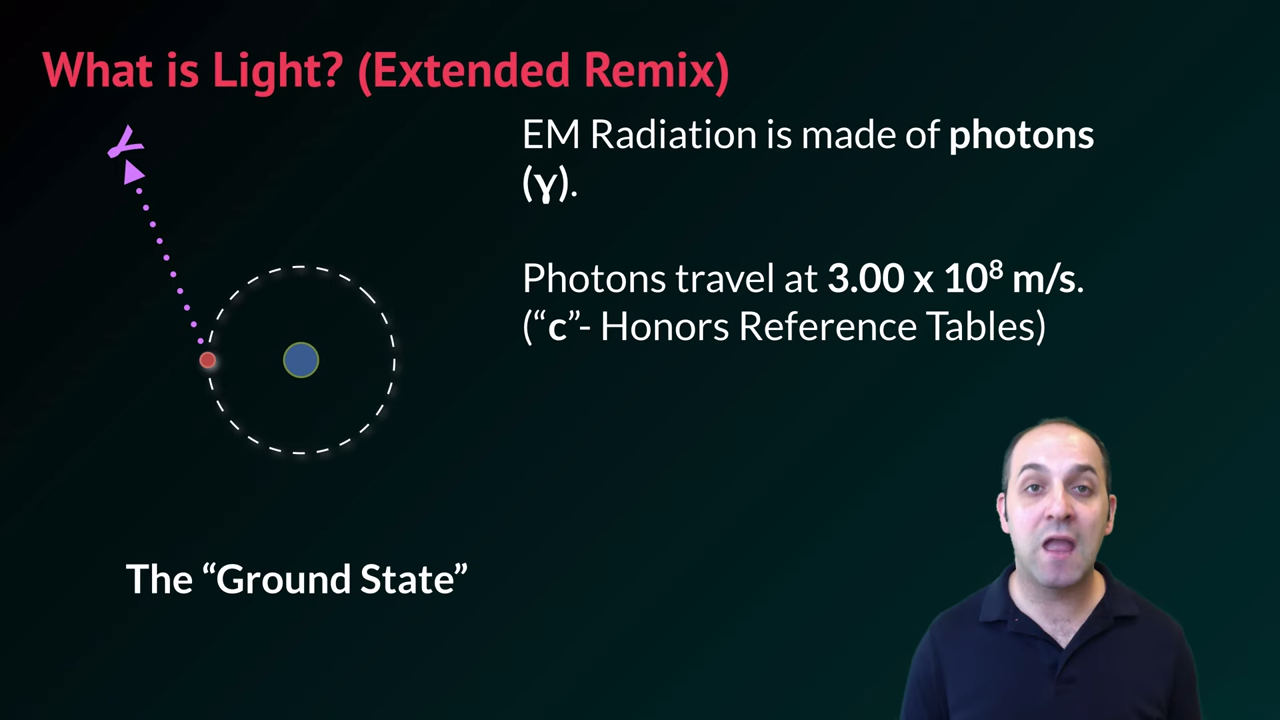 What is Light? (Extended Remix)
γ
EM Radiation is made of photons
(γ).
Photons travel at 3.00 x 10⁸ m/s.
(“c”- Honors Reference Tables)
The “Ground State”